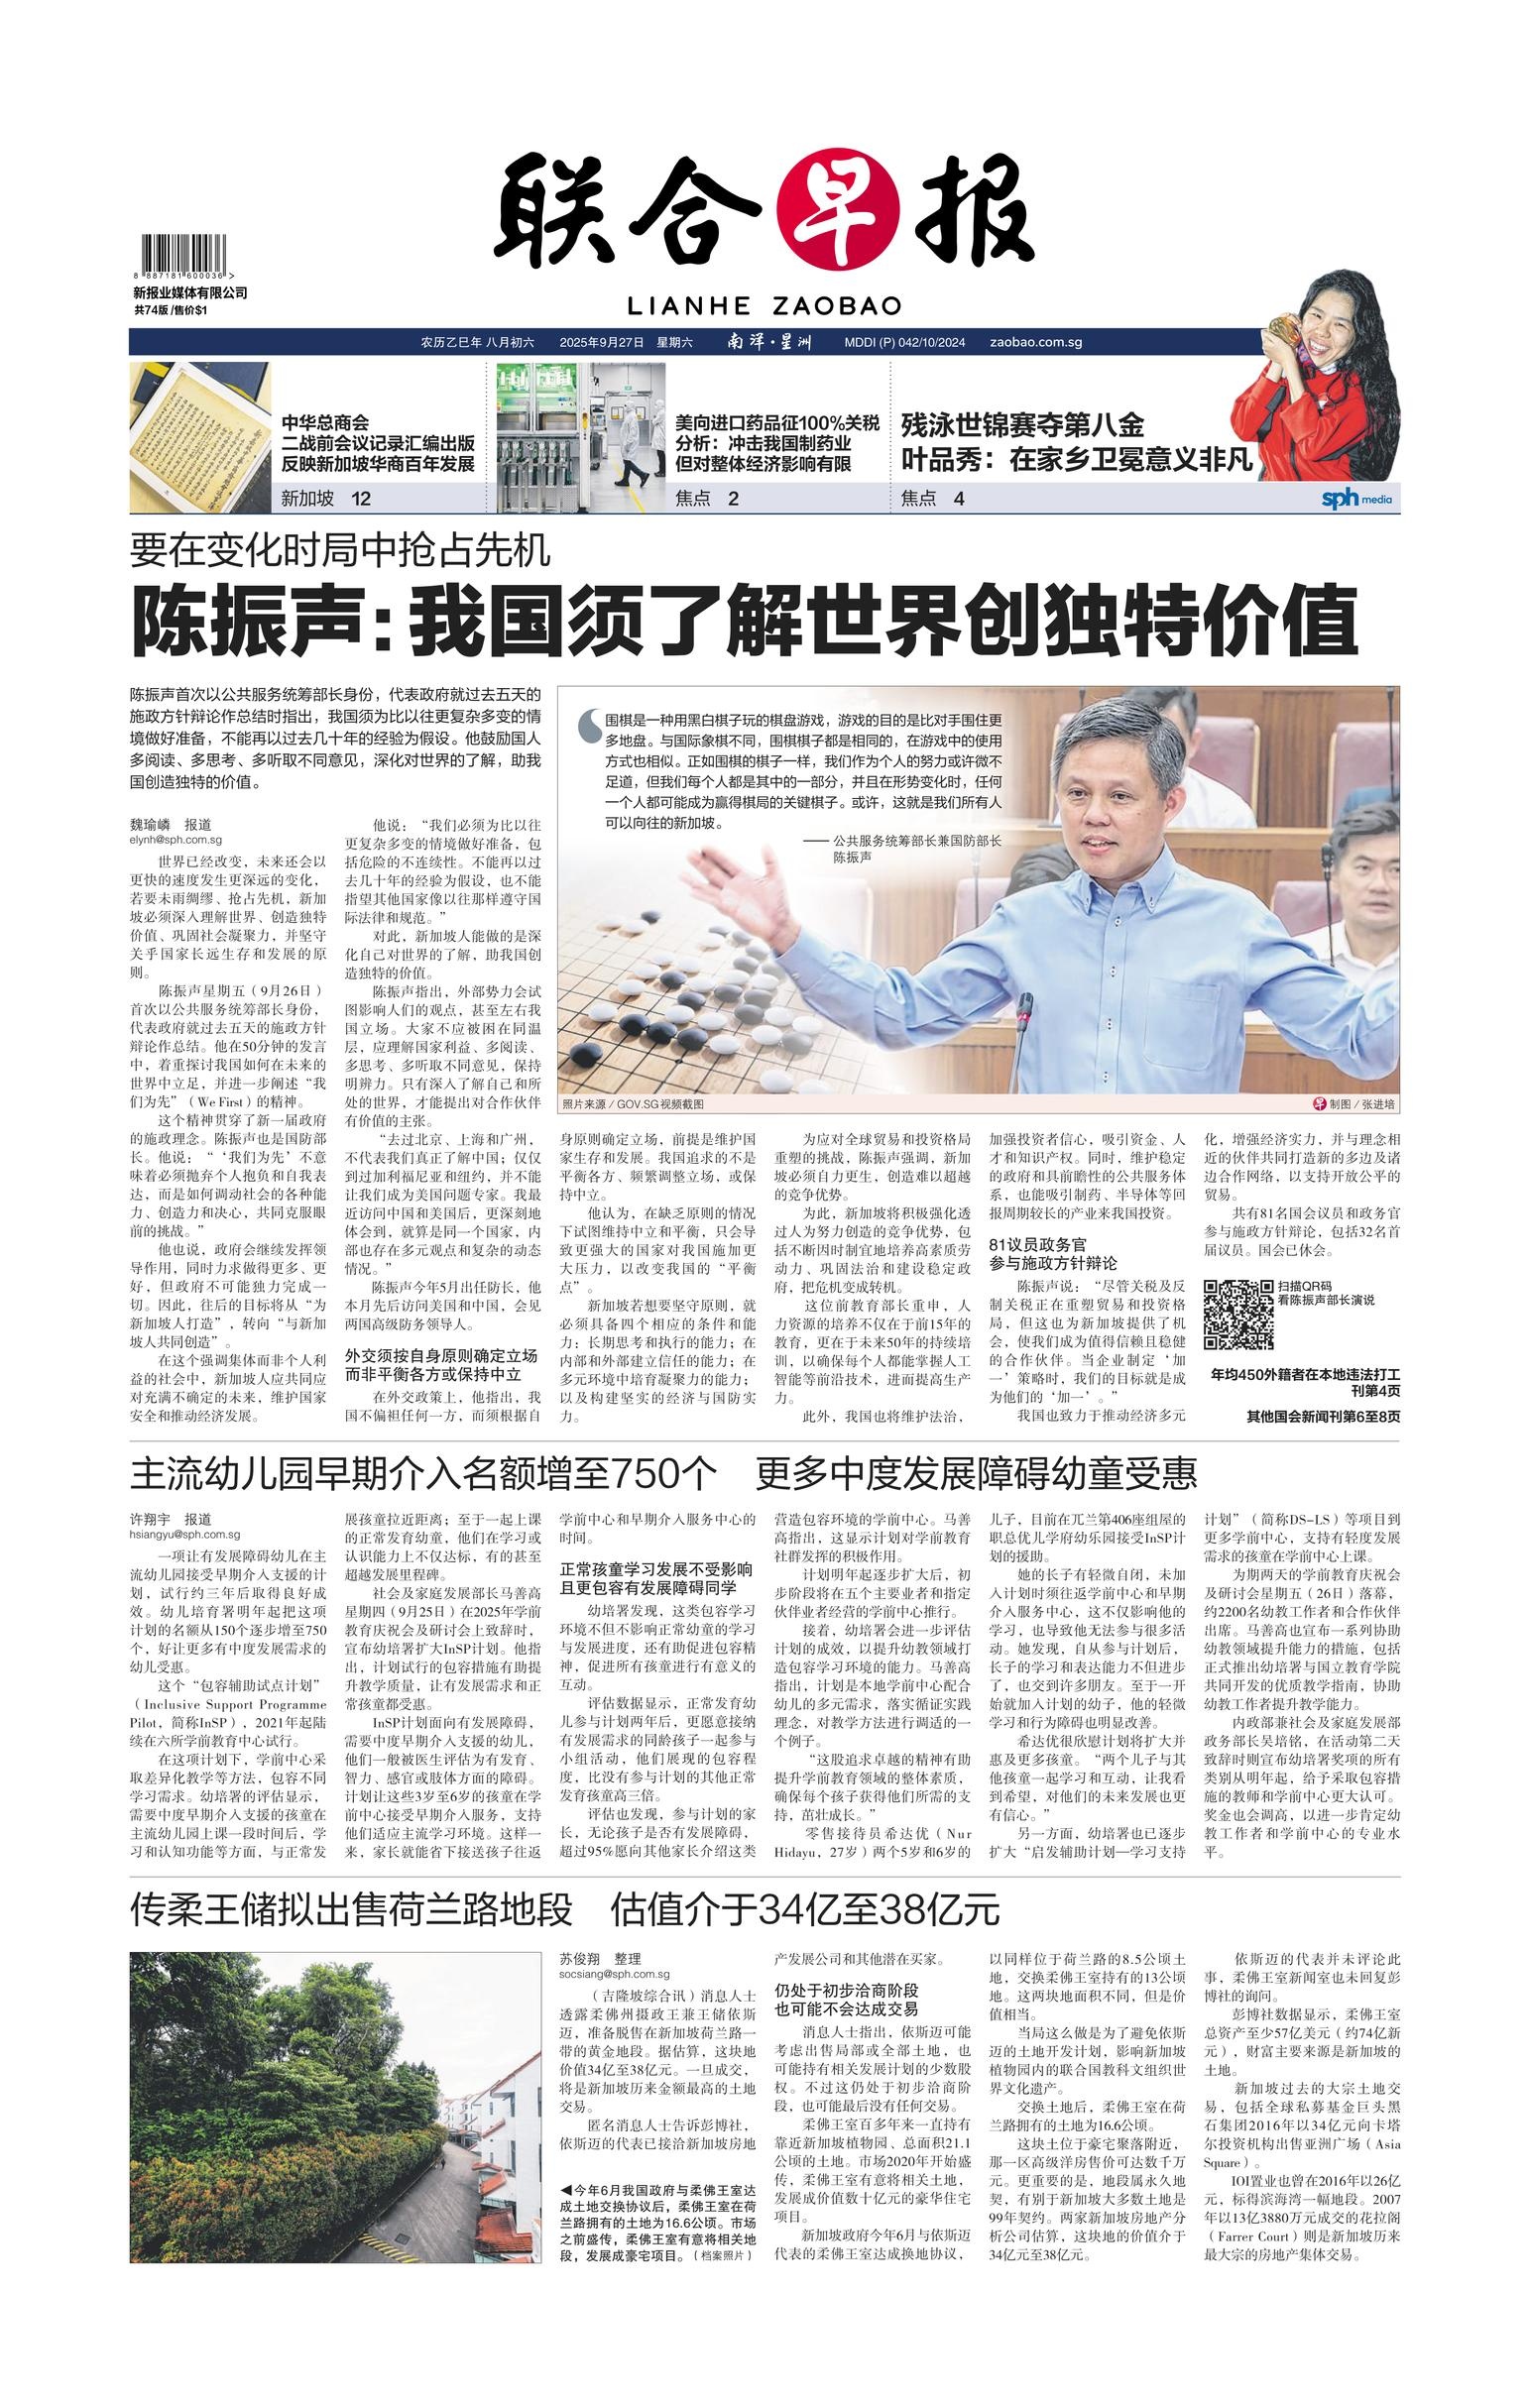 联合早报
LIANHE ZAOBAO
8 887181 600036 >
新报业媒体有限公司
共74版/售价$1
农历乙巳年 八月初六 2025年9月27日 星期六 南洋·星洲 MDDI (P) 042/10/2024 zaobao.com.sg
中华总商会
二战前会议记录汇编出版
反映新加坡华商百年发展
新加坡 12
美向进口药品征100%关税
分析：冲击我国制药业
但对整体经济影响有限
焦点 2
残泳世锦赛夺第八金
叶品秀：在家乡卫冕意义非凡
焦点 4
sph media
要在变化时局中抢占先机
陈振声：我国须了解世界创独特价值
陈振声首次以公共服务统筹部长身份，代表政府就过去五天的
施政方针辩论作总结时指出，我国须为比以往更复杂多变的情
境做好准备，不能再以过去几十年的经验为假设。他鼓励国人
多阅读、多思考、多听取不同意见，深化对世界的了解，助我
国创造独特的价值。
魏瑜嶙 报道
elynh@sph.com.sg
世界已经改变，未来还会以
更快的速度发生更深远的变化，
若要未雨绸缪、抢占先机，新加
坡必须深入理解世界、创造独特
价值、巩固社会凝聚力，并坚守
关乎国家长远生存和发展的原
则。
陈振声星期五（9月26日）
首次以公共服务统筹部长身份，
代表政府就过去五天的施政方针
辩论作总结。他在50分钟的发言
中，着重探讨我国如何在未来的
世界中立足，并进一步阐述“我
们为先”（We First）的精神。
这个精神贯穿了新一届政府
的施政理念。陈振声也是国防部
长。他说：“‘我们为先’不意
味着必须抛弃个人抱负和自我表
达，而是如何调动社会的各种能
力、创造力和决心，共同克服眼
前的挑战。”
他也说，政府会继续发挥领
导作用，同时力求做得更多、更
好，但政府不可能独力完成一
切。因此，往后的目标将从“为
新加坡人打造”，转向“与新加
坡人共同创造”。
在这个强调集体而非个人利
益的社会中，新加坡人应共同应
对充满不确定的未来，维护国家
安全和推动经济发展。
他说：“我们必须为比以往
更复杂多变的情境做好准备，包
括危险的不连续性。不能再以过
去几十年的经验为假设，也不能
指望其他国家像以往那样遵守国
际法律和规范。”
对此，新加坡人能做的是深
化自己对世界的了解，助我国创
造独特的价值。
陈振声指出，外部势力会试
图影响人们的观点，甚至左右我
国立场。大家不应被困在同温
层，应理解国家利益、多阅读、
多思考、多听取不同意见，保持
明辨力。只有深入了解自己和所
处的世界，才能提出对合作伙伴
有价值的主张。
“去过北京、上海和广州，
不代表我们真正了解中国；仅仅
到过加利福尼亚和纽约，并不能
让我们成为美国问题专家。我最
近访问中国和美国后，更深刻地
体会到，就算是同一个国家，内
部也存在多元观点和复杂的动态
情况。”
陈振声今年5月出任防长，他
本月先后访问美国和中国，会见
两国高级防务领导人。
外交须按自身原则确定立场
而非平衡各方或保持中立
在外交政策上，他指出，我
国不偏袒任何一方，而须根据自
围棋是一种用黑白棋子玩的棋盘游戏，游戏的目的是比对手围住更
多地盘。与国际象棋不同，围棋棋子都是相同的，在游戏中的使用
方式也相似。正如围棋的棋子一样，我们作为个人的努力或许微不
足道，但我们每个人都是其中的一部分，并且在形势变化时，任何
一个人都可能成为赢得棋局的关键棋子。或许，这就是我们所有人
可以向往的新加坡。
—— 公共服务统筹部长兼国防部长
陈振声
照片来源 / GOV.SG视频截图
早 制图 / 张进培
身原则确定立场，前提是维护国
家生存和发展。我国追求的不是
平衡各方、频繁调整立场，或保
持中立。
他认为，在缺乏原则的情况
下试图维持中立和平衡，只会导
致更强大的国家对我国施加更
大压力，以改变我国的“平衡
点”。
新加坡若想要坚守原则，就
必须具备四个相应的条件和能
力：长期思考和执行的能力；在
内部和外部建立信任的能力；在
多元环境中培育凝聚力的能力；
以及构建坚实的经济与国防实
力。
为应对全球贸易和投资格局
重塑的挑战，陈振声强调，新加
坡必须自力更生，创造难以超越
的竞争优势。
为此，新加坡将积极强化透
过人为努力创造的竞争优势，包
括不断因时制宜地培养高素质劳
动力、巩固法治和建设稳定政
府，把危机变成转机。
这位前教育部长重申，人
力资源的培养不仅在于前15年的
教育，更在于未来50年的持续培
训，以确保每个人都能掌握人工
智能等前沿技术，进而提高生产
力。
此外，我国也将维护法治，
加强投资者信心，吸引资金、人
才和知识产权。同时，维护稳定
的政府和具前瞻性的公共服务体
系，也能吸引制药、半导体等回
报周期较长的产业来我国投资。
81议员政务官
参与施政方针辩论
陈振声说：“尽管关税及反
制关税正在重塑贸易和投资格
局，但这也为新加坡提供了机
会，使我们成为值得信赖且稳健
的合作伙伴。当企业制定‘加
一’策略时，我们的目标就是成
为他们的‘加一’。”
我国也致力于推动经济多元
化，增强经济实力，并与理念相
近的伙伴共同打造新的多边及诸
边合作网络，以支持开放公平的
贸易。
共有81名国会议员和政务官
参与施政方针辩论，包括32名首
届议员。国会已休会。
扫描QR码
看陈振声部长演说
年均450外籍者在本地违法打工
刊第4页
其他国会新闻刊第6至8页
主流幼儿园早期介入名额增至750个 更多中度发展障碍幼童受惠
许翔宇 报道
hsiangyu@sph.com.sg
一项让有发展障碍幼儿在主
流幼儿园接受早期介入支援的计
划，试行约三年后取得良好成
效。幼儿培育署明年起把这项
计划的名额从150个逐步增至750
个，好让更多有中度发展需求的
幼儿受惠。
这个“包容辅助试点计划”
（Inclusive Support Programme
Pilot，简称InSP），2021年起陆
续在六所学前教育中心试行。
在这项计划下，学前中心采
取差异化教学等方法，包容不同
学习需求。幼培署的评估显示，
需要中度早期介入支援的孩童在
主流幼儿园上课一段时间后，学
习和认知功能等方面，与正常发
展孩童拉近距离；至于一起上课
的正常发育幼童，他们在学习或
认识能力上不仅达标，有的甚至
超越发展里程碑。
社会及家庭发展部长马善高
星期四（9月25日）在2025年学前
教育庆祝会及研讨会上致辞时，
宣布幼培署扩大InSP计划。他指
出，计划试行的包容措施有助提
升教学质量，让有发展需求和正
常孩童都受惠。
InSP计划面向有发展障碍，
需要中度早期介入支援的幼儿，
他们一般被医生评估为有发育、
智力、感官或肢体方面的障碍。
计划让这些3岁至6岁的孩童在学
前中心接受早期介入服务，支持
他们适应主流学习环境。这样一
来，家长就能省下接送孩子往返
学前中心和早期介入服务中心的
时间。
正常孩童学习发展不受影响
且更包容有发展障碍同学
幼培署发现，这类包容学习
环境不但不影响正常幼童的学习
与发展进度，还有助促进包容精
神，促进所有孩童进行有意义的
互动。
评估数据显示，正常发育幼
儿参与计划两年后，更愿意接纳
有发展需求的同龄孩子一起参与
小组活动，他们展现的包容程
度，比没有参与计划的其他正常
发育孩童高三倍。
评估也发现，参与计划的家
长，无论孩子是否有发展障碍，
超过95%愿向其他家长介绍这类
营造包容环境的学前中心。马善
高指出，这显示计划对学前教育
社群发挥的积极作用。
计划明年起逐步扩大后，初
步阶段将在五个主要业者和指定
伙伴业者经营的学前中心推行。
接着，幼培署会进一步评估
计划的成效，以提升幼教领域打
造包容学习环境的能力。马善高
指出，计划是本地学前中心配合
幼儿的多元需求，落实循证实践
理念，对教学方法进行调适的一
个例子。
“这股追求卓越的精神有助
提升学前教育领域的整体素质，
确保每个孩子获得他们所需的支
持，茁壮成长。”
零售接待员希达优（Nur
Hidayu，27岁）两个5岁和6岁的
儿子，目前在兀兰第406座组屋的
职总优儿学府幼乐园接受InSP计
划的援助。
她的长子有轻微自闭，未加
入计划时须往返学前中心和早期
介入服务中心，这不仅影响他的
学习，也导致他无法参与很多活
动。她发现，自从参与计划后，
长子的学习和表达能力不但进步
了，也交到许多朋友。至于一开
始就加入计划的幼子，他的轻微
学习和行为障碍也明显改善。
希达优很欣慰计划将扩大并
惠及更多孩童。“两个儿子与其
他孩童一起学习和互动，让我看
到希望，对他们的未来发展也更
有信心。”
另一方面，幼培署也已逐步
扩大“启发辅助计划—学习支持
计划”（简称DS-LS）等项目到
更多学前中心，支持有轻度发展
需求的孩童在学前中心上课。
为期两天的学前教育庆祝会
及研讨会星期五（26日）落幕，
约2200名幼教工作者和合作伙伴
出席。马善高也宣布一系列协助
幼教领域提升能力的措施，包括
正式推出幼培署与国立教育学院
共同开发的优质教学指南，协助
幼教工作者提升教学能力。
内政部兼社会及家庭发展部
政务部长吴培铭，在活动第二天
致辞时则宣布幼培署奖项的所有
类别从明年起，给予采取包容措
施的教师和学前中心更大认可。
奖金也会调高，以进一步肯定幼
教工作者和学前中心的专业水
平。
传柔王储拟出售荷兰路地段 估值介于34亿至38亿元
苏俊翔 整理
socsiang@sph.com.sg
（吉隆坡综合讯）消息人士
透露柔佛州摄政王兼王储依斯
迈，准备脱售在新加坡荷兰路一
带的黄金地段。据估算，这块地
价值34亿至38亿元。一旦成交，
将是新加坡历来金额最高的土地
交易。
匿名消息人士告诉彭博社，
依斯迈的代表已接洽新加坡房地
◀今年6月我国政府与柔佛王室达
成土地交换协议后，柔佛王室在荷
兰路拥有的土地为16.6公顷。市场
之前盛传，柔佛王室有意将相关地
段，发展成豪宅项目。（档案照片）
产发展公司和其他潜在买家。
仍处于初步洽商阶段
也可能不会达成交易
消息人士指出，依斯迈可能
考虑出售局部或全部土地，也
可能持有相关发展计划的少数股
权。不过这仍处于初步洽商阶
段，也可能最后没有任何交易。
柔佛王室百多年来一直持有
靠近新加坡植物园、总面积21.1
公顷的土地。市场2020年开始盛
传，柔佛王室有意将相关土地，
发展成价值数十亿元的豪华住宅
项目。
新加坡政府今年6月与依斯迈
代表的柔佛王室达成换地协议，
以同样位于荷兰路的8.5公顷土
地，交换柔佛王室持有的13公顷
地。这两块地面积不同，但是价
值相当。
当局这么做是为了避免依斯
迈的土地开发计划，影响新加坡
植物园内的联合国教科文组织世
界文化遗产。
交换土地后，柔佛王室在荷
兰路拥有的土地为16.6公顷。
这块土位于豪宅聚落附近，
那一区高级洋房售价可达数千万
元。更重要的是，地段属永久地
契，有别于新加坡大多数土地是
99年契约。两家新加坡房地产分
析公司估算，这块地的价值介于
34亿元至38亿元。
依斯迈的代表并未评论此
事，柔佛王室新闻室也未回复彭
博社的询问。
彭博社数据显示，柔佛王室
总资产至少57亿美元（约74亿新
元），财富主要来源是新加坡的
土地。
新加坡过去的大宗土地交
易，包括全球私募基金巨头黑
石集团2016年以34亿元向卡塔
尔投资机构出售亚洲广场（Asia
Square）。
IOI置业也曾在2016年以26亿
元，标得滨海湾一幅地段。2007
年以13亿3880万元成交的花拉阁
（Farrer Court）则是新加坡历来
最大宗的房地产集体交易。